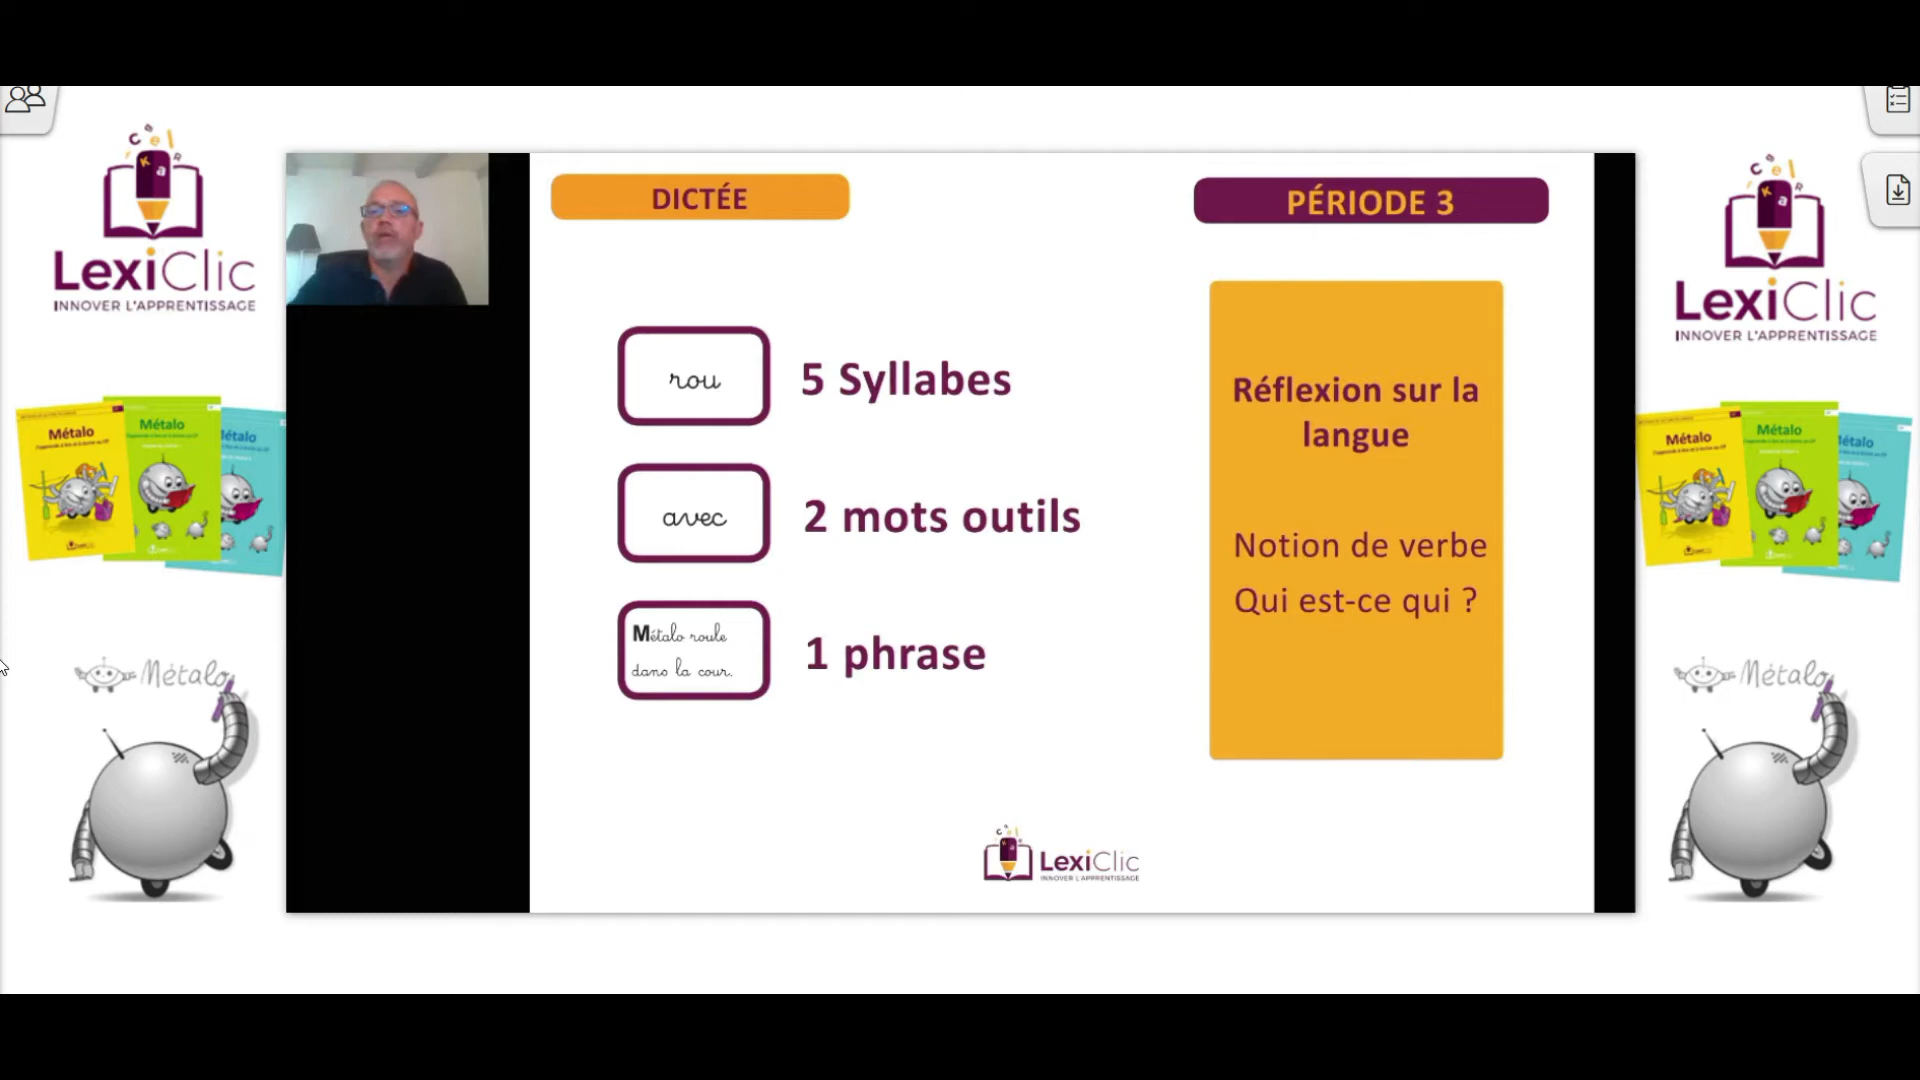 LexiClic
INNOVER L'APPRENTISSAGE
Métalo
Métalo
Métalo
Métalo
DICTÉE
PÉRIODE 3
rou
5 Syllabes
avec
2 mots outils
Métalo roule
dans la cour.
1 phrase
Réflexion sur la
langue
Notion de verbe
Qui est-ce qui ?
LexiClic
INNOVER L'APPRENTISSAGE
LexiClic
INNOVER L'APPRENTISSAGE
Métalo
Métalo
Métalo
Métalo